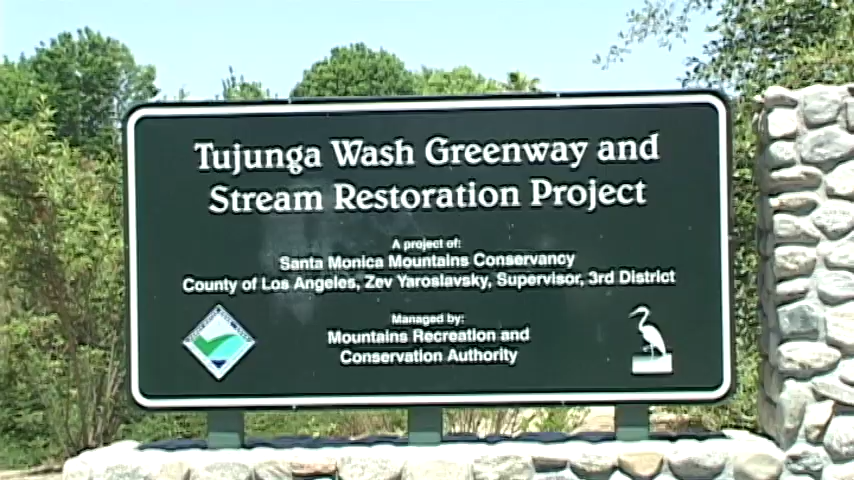 Tujunga Wash Greenway and
Stream Restoration Project
A project of:
Santa Monica Mountains Conservancy
County of Los Angeles, Zev Yaroslavsky, Supervisor, 3rd District
Managed by:
Mountains Recreation and
Conservation Authority